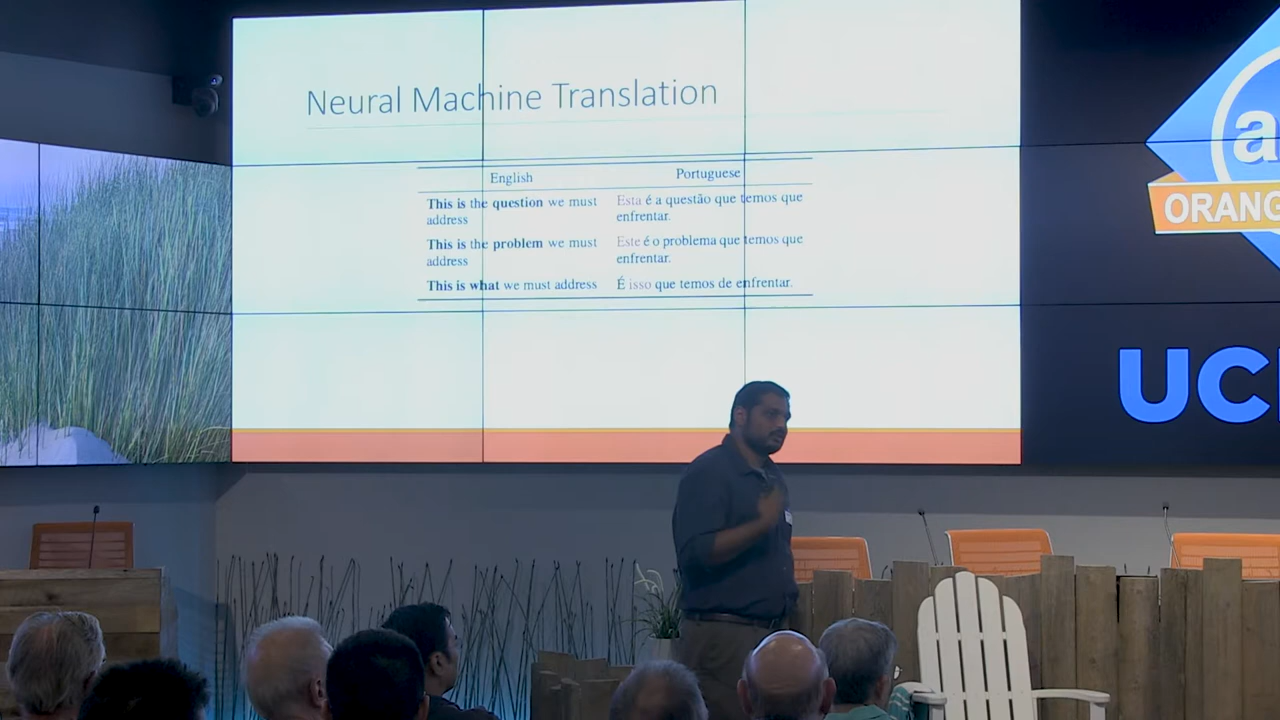 Neural Machine Translation
English Portuguese
This is the question we must Esta é a questão que temos que
address enfrentar.
This is the problem we must Este é o problema que temos que
address enfrentar.
This is what we must address É isso que temos de enfrentar.
a
ORANG
UC